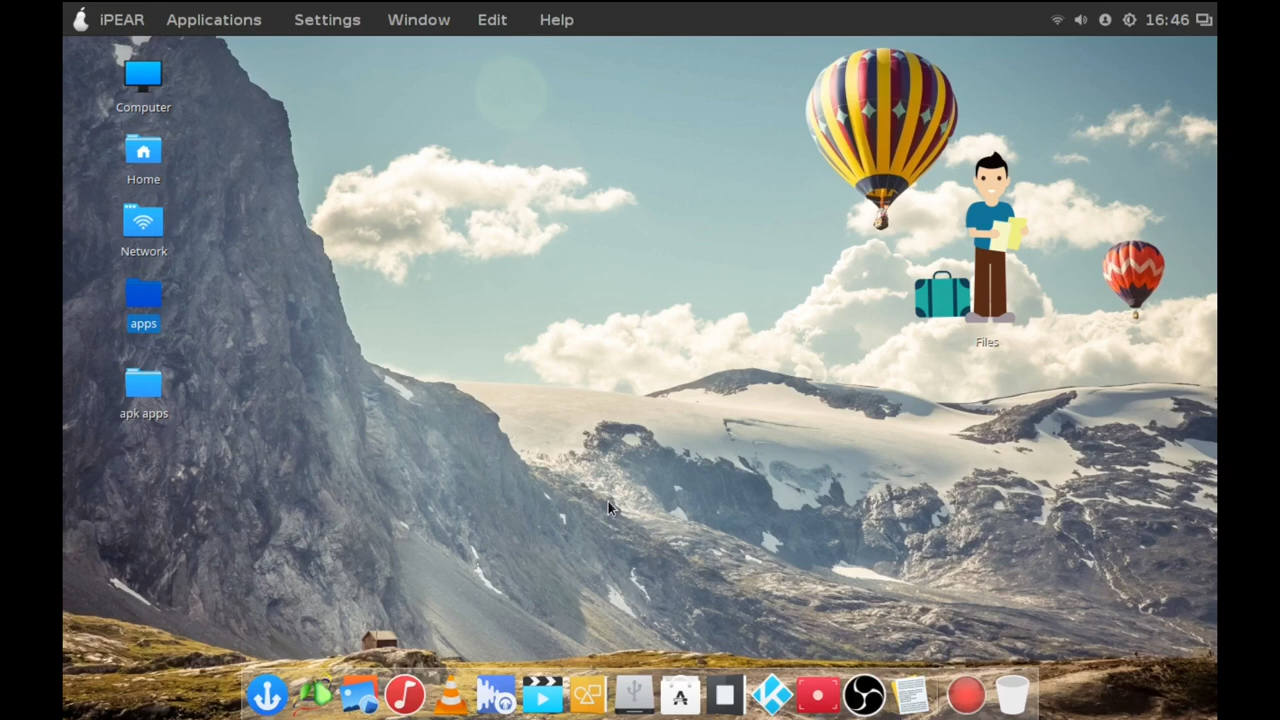 iPEAR Applications Settings Window Edit Help 16:46
Computer
Home
Network
apps
apk apps
Files